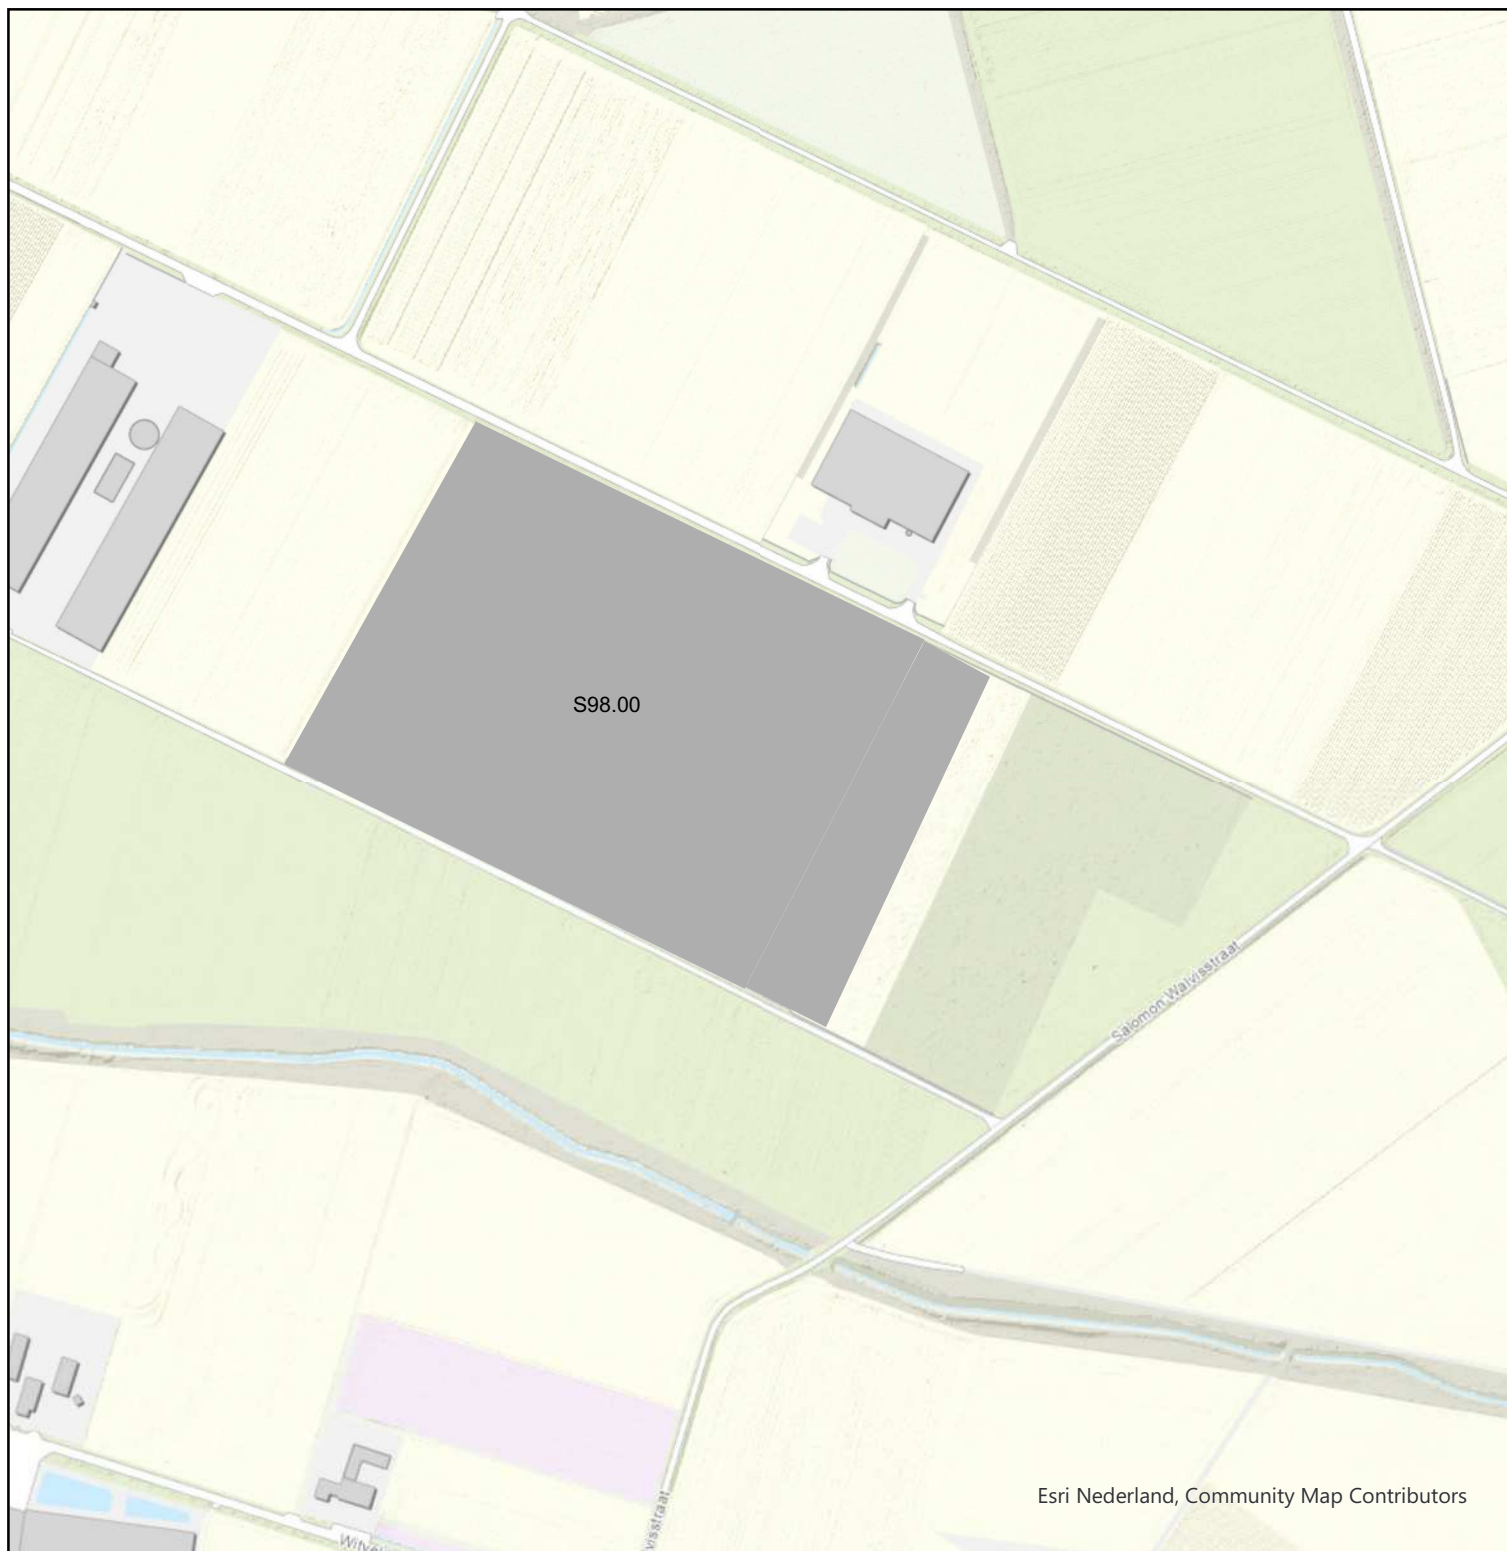 S98.00
Salomon Walvisstraat
Esri Nederland, Community Map Contributors